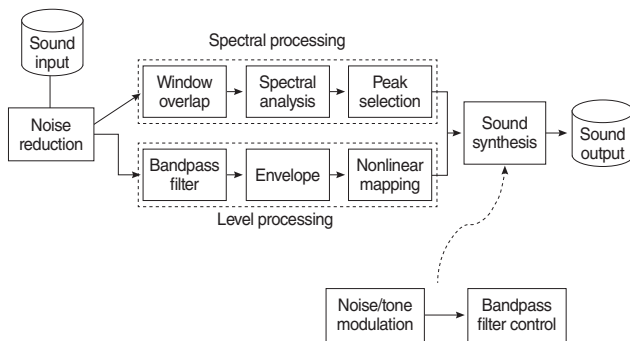 Sound
input
Spectral processing
Window
overlap
Spectral
analysis
Peak
selection
Noise
reduction
Sound
synthesis
Sound
output
Bandpass
filter
Envelope
Nonlinear
mapping
Level processing
Noise/tone
modulation
Bandpass
filter control